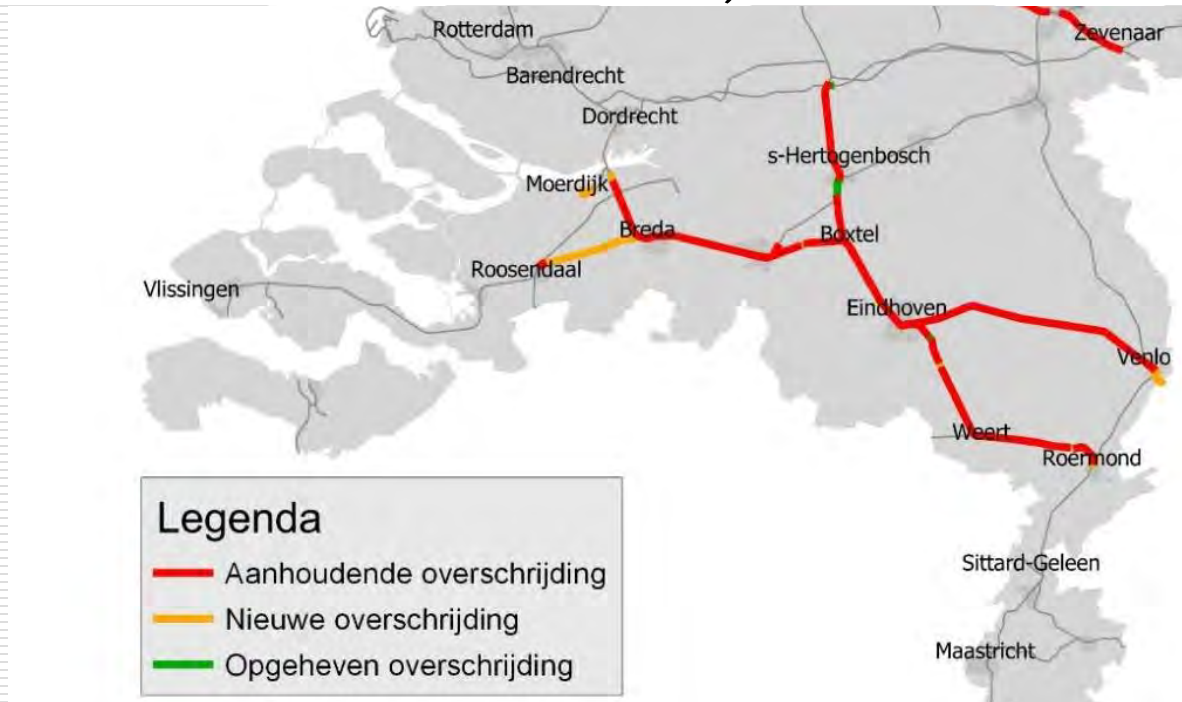 Rotterdam
Zevenaar
Barendrecht
Dordrecht
s-Hertogenbosch
Moerdijk
Breda
Boxtel
Roosendaal
Vlissingen
Eindhoven
Venlo
Weert
Roermond
Legenda
Aanhoudende overschrijding
Nieuwe overschrijding
Opgeheven overschrijding
Sittard-Geleen
Maastricht